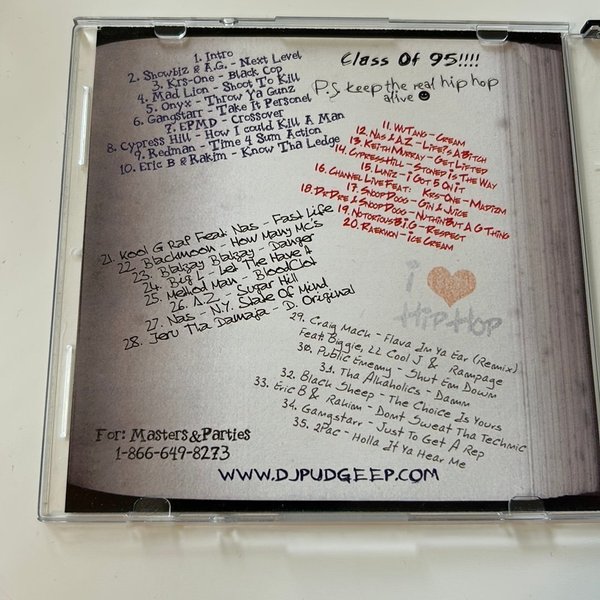 1. Intro
2. Showbiz & A.G. - Next Level
3. Krs-One - Black Cop
4. Mad Lion - Shoot To Kill
5. Onyx - Throw Ya Gunz
6. Gangstarr - Take It Personel
7. EPMD - Crossover
8. Cypress Hill - How I Could Kill A Man
9. Redman - Time 4 Sum Action
10. Eric B & Rakim - Know Tha Ledge
Class Of 95!!!!
P.S keep the real hip hop
alive
11. Wu Tang - Cream
12. Nas & AZ - Life's A Bitch
13. Keith Murray - Get Lifted
14. Cypress Hill - Stoned Is The Way
15. Luniz - I Got 5 On It
16. Channel Live Feat: Krs-One - Madizm
17. Snoop Dogg - Gin & Juice
18. Dr Dre & Snoop Dogg - Nuthin But A G Thing
19. Notorious B.I.G - Respect
20. Raekwon - Ice Cream
21. Kool G Rap Feat Nas - Fast Life
22. Blackmoon - How Many Mc's
23. Blahzay Blahzay - Danger
24. Big L - Let The Have It
25. Method Man - BloodClot
26. A.Z. - Sugar Hill
27. Nas - N.Y. State Of Mind
28. Jeru Tha Damaja - D. Original
i
Hip Hop
29. Craig Mack - Flava In Ya Ear (Remix)
Feat Biggie, LL Cool J & Rampage
30. Public Enemy - Shut Em Down
31. Tha Alkaholics - Damm
32. Black Sheep - The Choice Is Yours
33. Eric B & Rakim - Dont Sweat Tha Technic
34. Gangstarr - Just To Get A Rep
35. 2Pac - Holla If Ya Hear Me
For: Masters&Parties
1-866-649-8273
WWW.DJPUDGEEP.COM